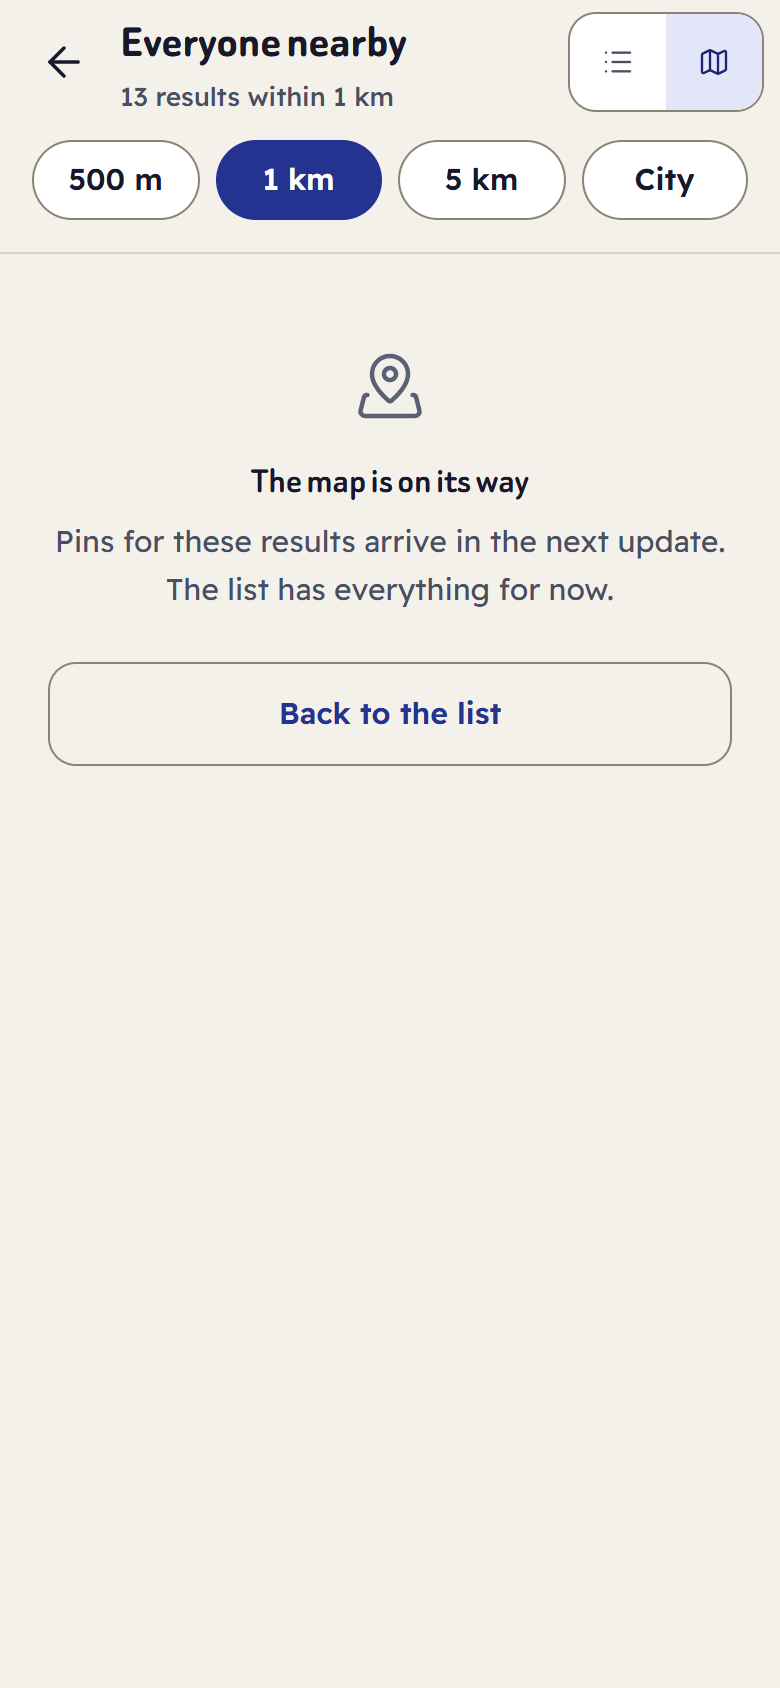 Everyone nearby
13 results within 1 km
500 m
1 km
5 km
City
The map is on its way
Pins for these results arrive in the next update.
The list has everything for now.
Back to the list